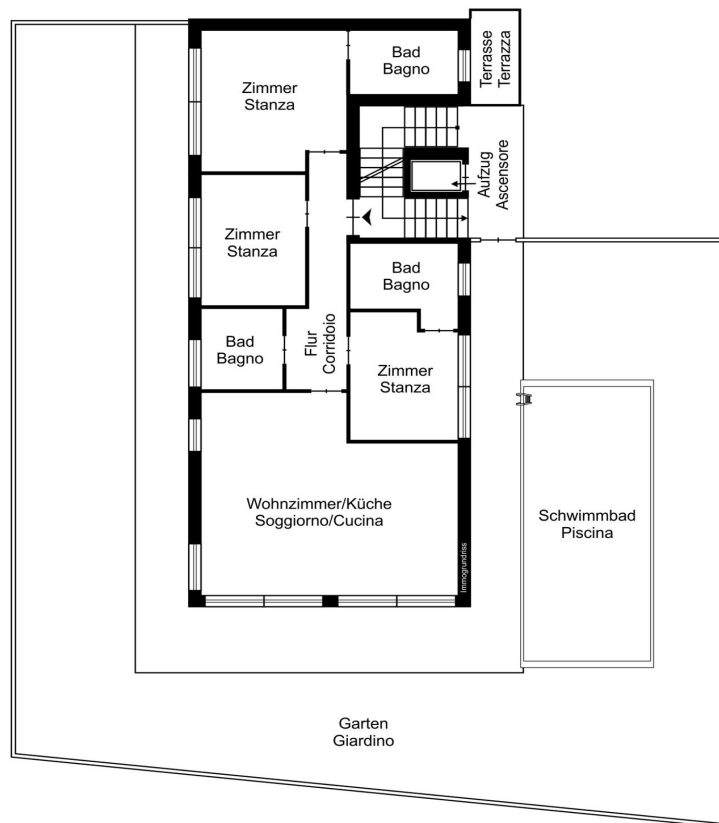 Bad
Bagno
Terrasse
Terrazza
Zimmer
Stanza
Aufzug
Ascensore
Zimmer
Stanza
Bad
Bagno
Bad
Bagno
Flur
Corridoio
Zimmer
Stanza
Wohnzimmer/Küche
Soggiorno/Cucina
Schwimmbad
Piscina
Immogrundriss
Garten
Giardino